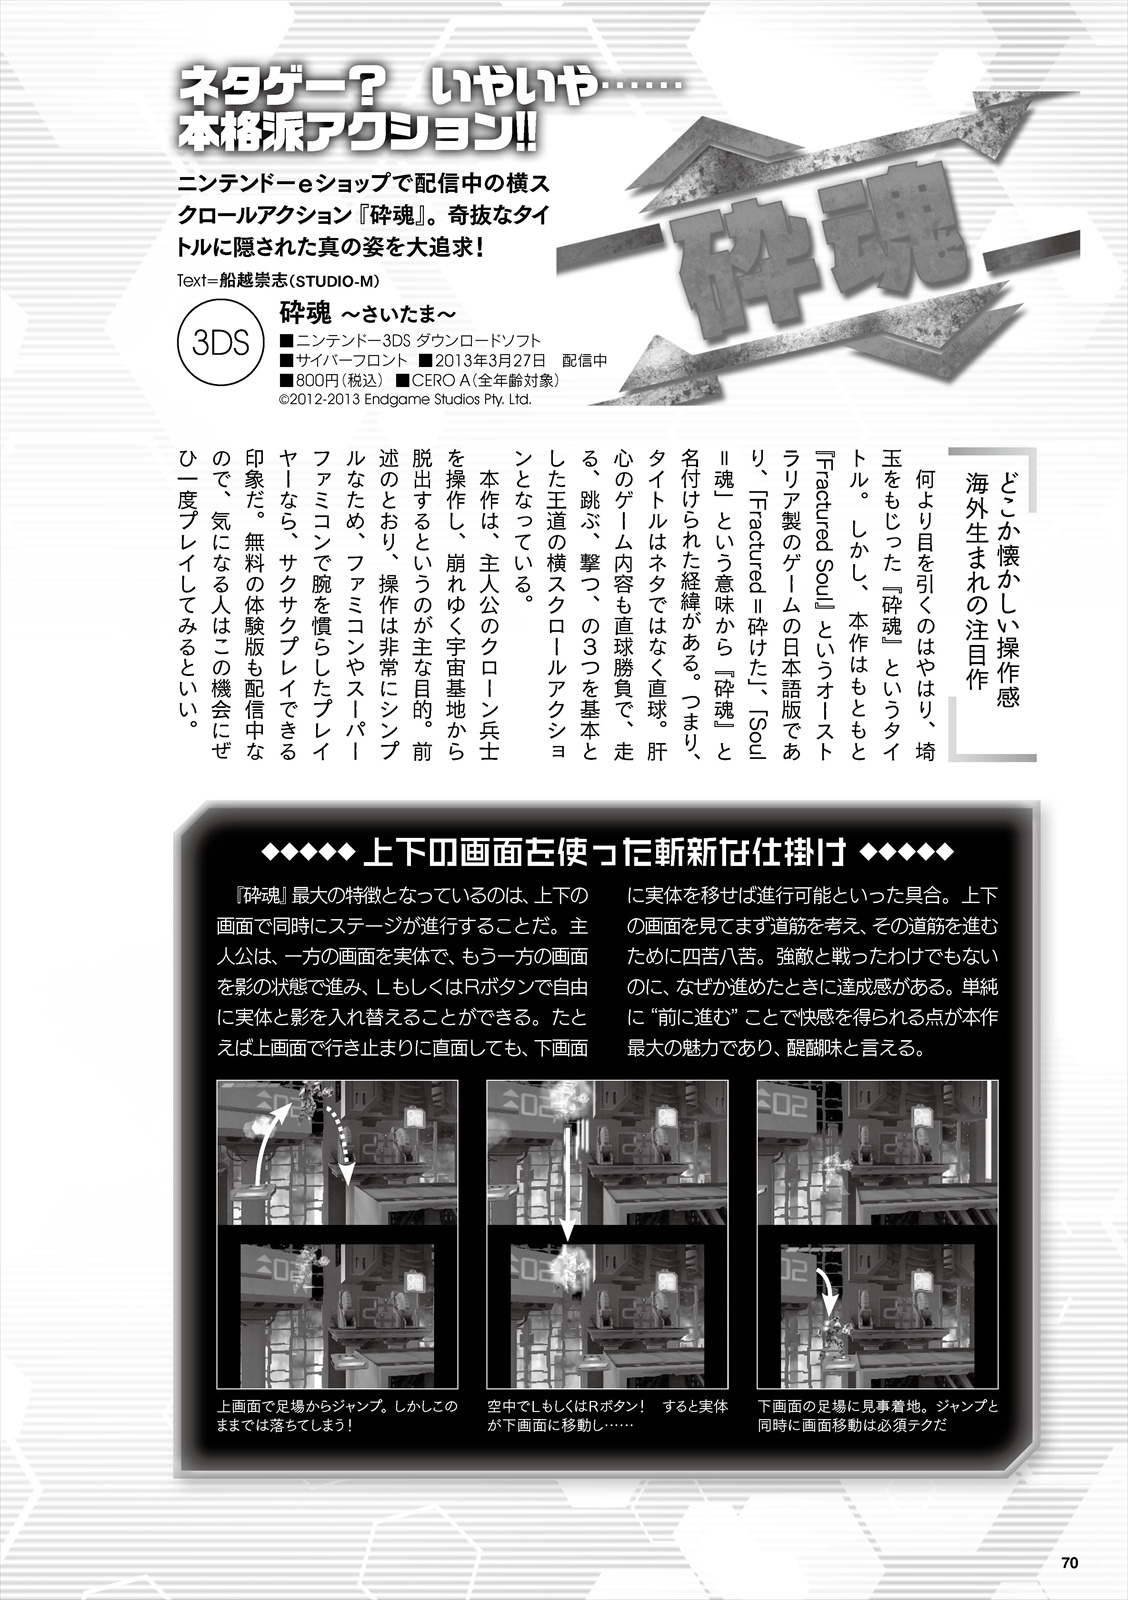 ネタゲー？　いやいや……
本格派アクション!!
ニンテンドーeショップで配信中の横ス
クロールアクション『砕魂』。奇抜なタイ
トルに隠された真の姿を大追求！
Text=船越崇志（STUDIO-M）
砕魂
3DS
砕魂 ～さいたま～
■ニンテンドー3DS ダウンロードソフト
■サイバーフロント ■2013年3月27日　配信中
■800円（税込） ■CERO A（全年齢対象）
©2012-2013 Endgame Studios Pty. Ltd.
どこか懐かしい操作感
海外生まれの注目作
何より目を引くのはやはり、埼
玉をもじった『砕魂』というタイ
トル。しかし、本作はもともと
『Fractured Soul』というオースト
ラリア製のゲームの日本語版であ
り、「Fractured＝砕けた」、「Soul
＝魂」という意味から『砕魂』と
名付けられた経緯がある。つまり、
タイトルはネタではなく直球。肝
心のゲーム内容も直球勝負で、走
る、跳ぶ、撃つ、の3つを基本と
した王道の横スクロールアクショ
ンとなっている。
本作は、主人公のクローン兵士
を操作し、崩れゆく宇宙基地から
脱出するというのが主な目的。前
述のとおり、操作は非常にシンプ
ルなため、ファミコンやスーパー
ファミコンで腕を慣らしたプレイ
ヤーなら、サクサクプレイできる
印象だ。無料の体験版も配信中な
ので、気になる人はこの機会にぜ
ひ一度プレイしてみるといい。
◆◆◆◆◆ 上下の画面を使った斬新な仕掛け ◆◆◆◆◆
『砕魂』最大の特徴となっているのは、上下の
画面で同時にステージが進行することだ。主
人公は、一方の画面を実体で、もう一方の画面
を影の状態で進み、LもしくはRボタンで自由
に実体と影を入れ替えることができる。たと
えば上画面で行き止まりに直面しても、下画面
に実体を移せば進行可能といった具合。上下
の画面を見てまず道筋を考え、その道筋を進む
ために四苦八苦。強敵と戦ったわけでもない
のに、なぜか進めたときに達成感がある。単純
に“前に進む”ことで快感を得られる点が本作
最大の魅力であり、醍醐味と言える。
02
02
02
02
02
02
上画面で足場からジャンプ。しかしこの
ままでは落ちてしまう！
空中でLもしくはRボタン！　すると実体
が下画面に移動し……
下画面の足場に見事着地。ジャンプと
同時に画面移動は必須テクだ
70